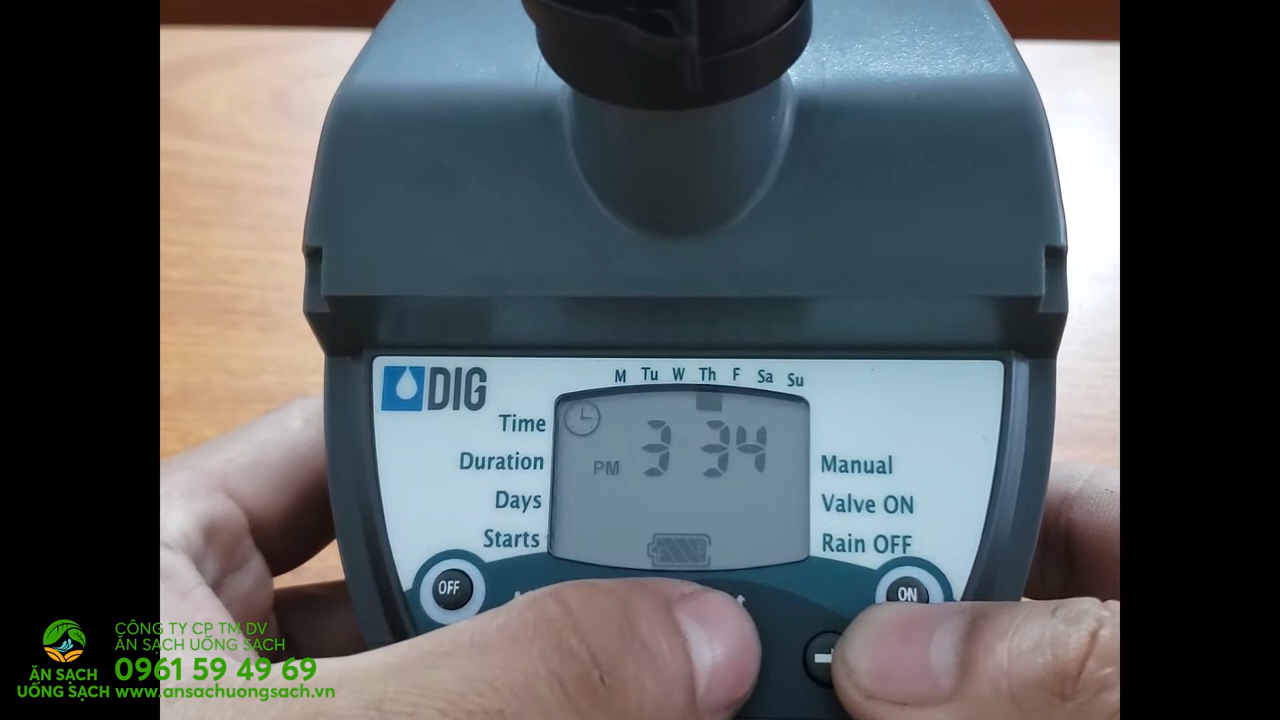 DIG
M Tu W Th F Sa Su
Time
Duration
Days
Starts
PM 3 34
Manual
Valve ON
Rain OFF
OFF
ON
CÔNG TY CP TM DV
ĂN SẠCH UỐNG SẠCH
0961 59 49 69
www.ansachuongsach.vn
ĂN SẠCH
UỐNG SẠCH